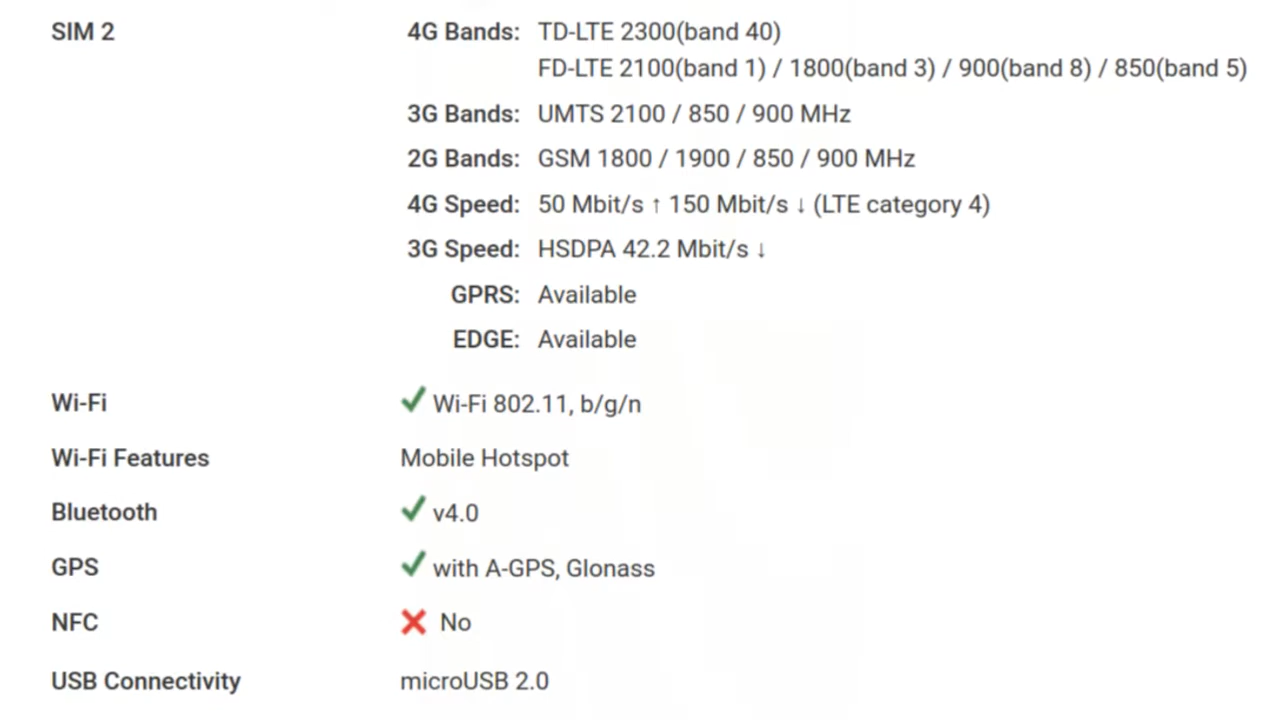 SIM 2 4G Bands: TD-LTE 2300(band 40)
FD-LTE 2100(band 1) / 1800(band 3) / 900(band 8) / 850(band 5)
3G Bands: UMTS 2100 / 850 / 900 MHz
2G Bands: GSM 1800 / 1900 / 850 / 900 MHz
4G Speed: 50 Mbit/s ↑ 150 Mbit/s ↓ (LTE category 4)
3G Speed: HSDPA 42.2 Mbit/s ↓
GPRS: Available
EDGE: Available
Wi-Fi ✔ Wi-Fi 802.11, b/g/n
Wi-Fi Features Mobile Hotspot
Bluetooth ✔ v4.0
GPS ✔ with A-GPS, Glonass
NFC ❌ No
USB Connectivity microUSB 2.0